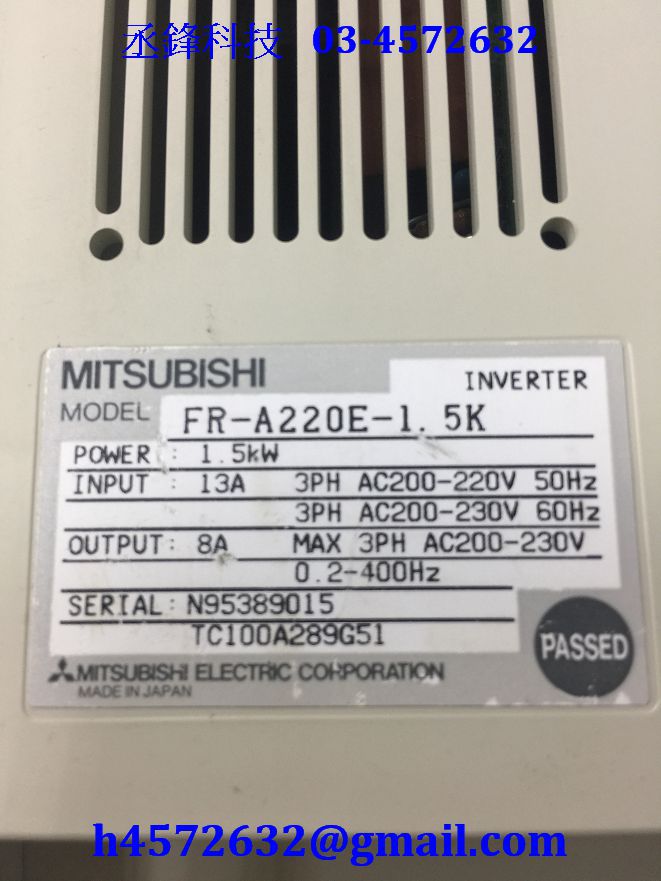 丞鋒科技 03-4572632
MITSUBISHI INVERTER
MODEL FR-A220E-1.5K
POWER : 1.5kW
INPUT : 13A 3PH AC200-220V 50Hz
3PH AC200-230V 60Hz
OUTPUT : 8A MAX 3PH AC200-230V
0.2-400Hz
SERIAL : N95389015
TC100A289G51
PASSED
MITSUBISHI ELECTRIC CORPORATION
MADE IN JAPAN
h4572632@gmail.com